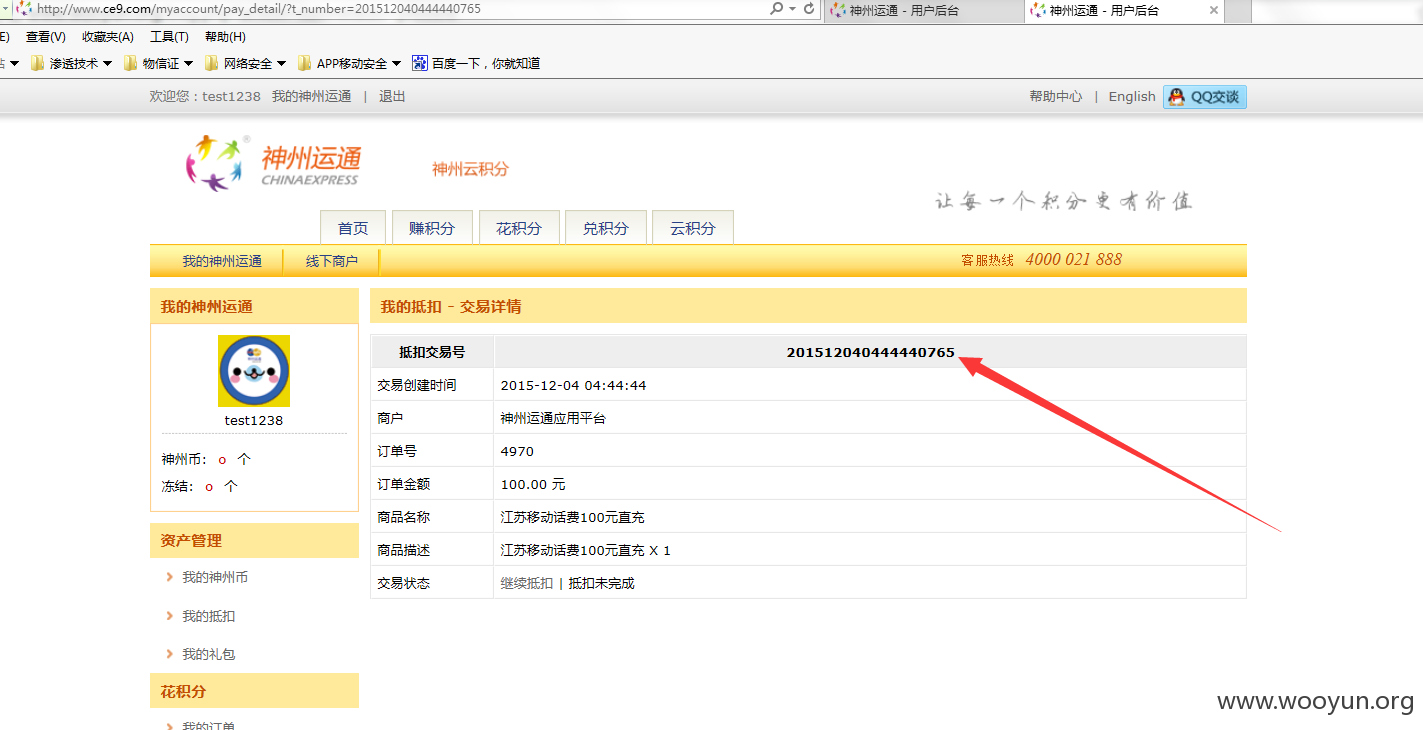 http://www.ce9.com/myaccount/pay_detail/?t_number=201512040444440765
神州运通 - 用户后台
神州运通 - 用户后台
E) 查看(V) 收藏夹(A) 工具(T) 帮助(H)
渗透技术 物信证 网络安全 APP移动安全 百度一下，你就知道
欢迎您：test1238 我的神州运通 | 退出
帮助中心 | English QQ交谈
神州运通
CHINAEXPRESS
®
神州云积分
让每一个积分更有价值
首页 赚积分 花积分 兑积分 云积分
我的神州运通 线下商户
客服热线 4000 021 888
我的神州运通
test1238
神州币： 0 个
冻结： 0 个
资产管理
我的神州币
我的抵扣
我的礼包
花积分
我的订单
我的抵扣 - 交易详情
抵扣交易号 201512040444440765
交易创建时间 2015-12-04 04:44:44
商户 神州运通应用平台
订单号 4970
订单金额 100.00 元
商品名称 江苏移动话费100元直充
商品描述 江苏移动话费100元直充 X 1
交易状态 继续抵扣 | 抵扣未完成
www.wooyun.org